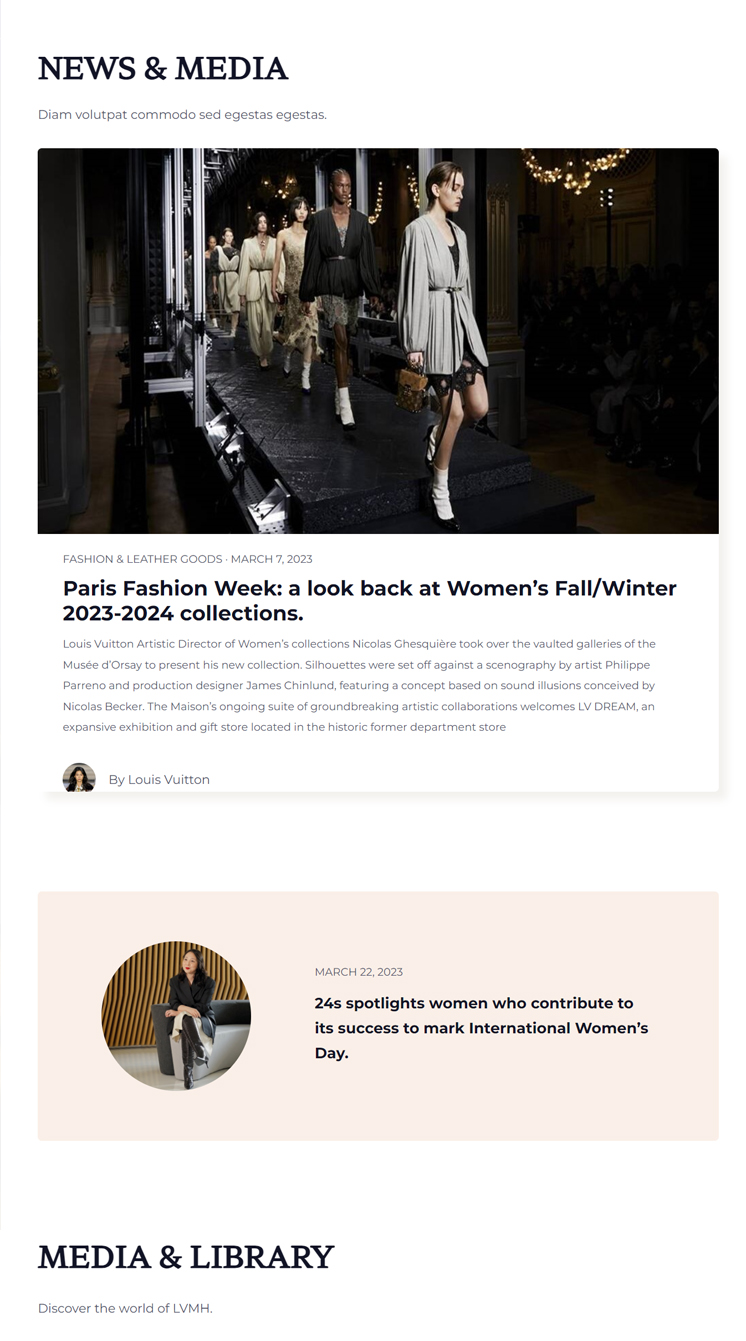 NEWS & MEDIA
Diam volutpat commodo sed egestas egestas.
FASHION & LEATHER GOODS · MARCH 7, 2023
Paris Fashion Week: a look back at Women’s Fall/Winter
2023-2024 collections.
Louis Vuitton Artistic Director of Women’s collections Nicolas Ghesquière took over the vaulted galleries of the
Musée d’Orsay to present his new collection. Silhouettes were set off against a scenography by artist Philippe
Parreno and production designer James Chinlund, featuring a concept based on sound illusions conceived by
Nicolas Becker. The Maison’s ongoing suite of groundbreaking artistic collaborations welcomes LV DREAM, an
expansive exhibition and gift store located in the historic former department store
By Louis Vuitton
MARCH 22, 2023
24s spotlights women who contribute to
its success to mark International Women’s
Day.
MEDIA & LIBRARY
Discover the world of LVMH.